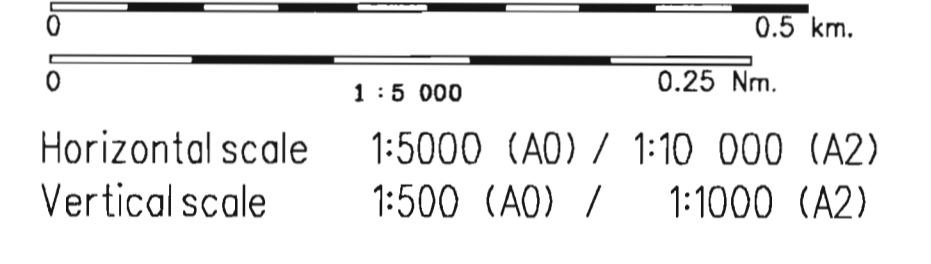 0 0.5 km.
0 0.25 Nm.
1 : 5 000
Horizontal scale 1:5000 (A0) / 1:10 000 (A2)
Vertical scale 1:500 (A0) / 1:1000 (A2)